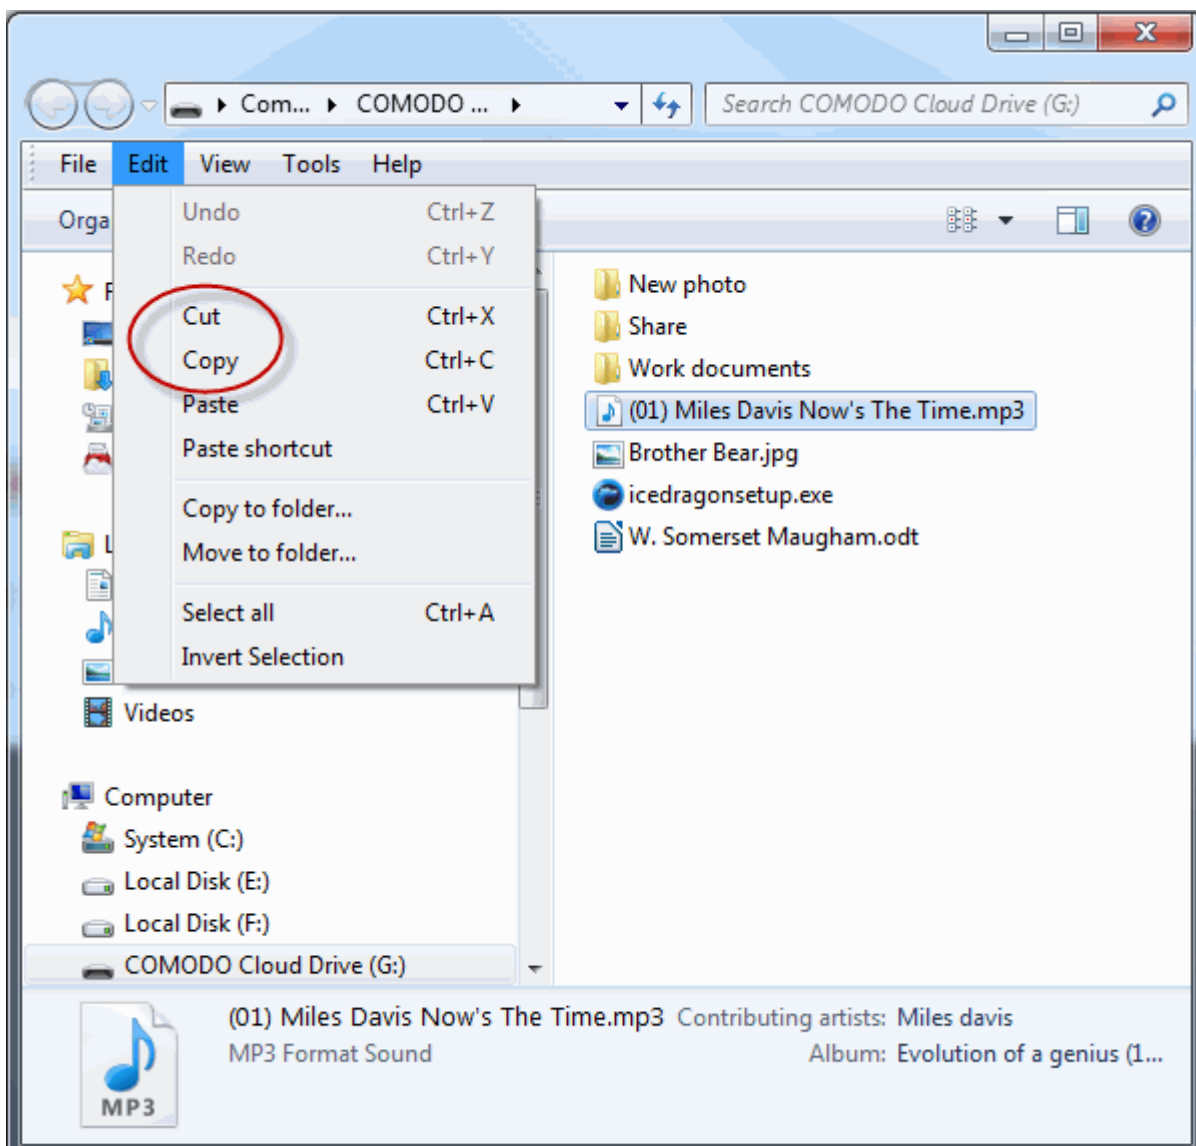 Com... COMODO ... Search COMODO Cloud Drive (G:)
File Edit View Tools Help
Orga
Undo Ctrl+Z
Redo Ctrl+Y
Cut Ctrl+X
Copy Ctrl+C
Paste Ctrl+V
Paste shortcut
Copy to folder...
Move to folder...
Select all Ctrl+A
Invert Selection
F
L
Videos
Computer
System (C:)
Local Disk (E:)
Local Disk (F:)
COMODO Cloud Drive (G:)
New photo
Share
Work documents
(01) Miles Davis Now's The Time.mp3
Brother Bear.jpg
icedragonsetup.exe
W. Somerset Maugham.odt
(01) Miles Davis Now's The Time.mp3 Contributing artists: Miles davis
MP3 Format Sound Album: Evolution of a genius (1...
MP3